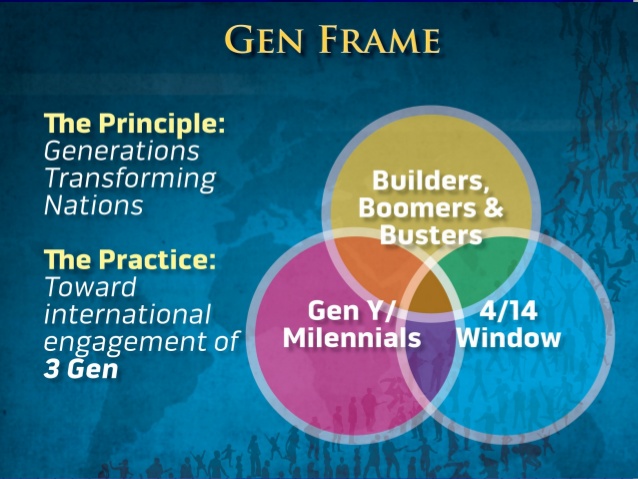 GEN FRAME
The Principle:
Generations
Transforming
Nations
The Practice:
Toward
international
engagement of
3 Gen
Builders,
Boomers &
Busters
Gen Y/
Milennials
4/14
Window